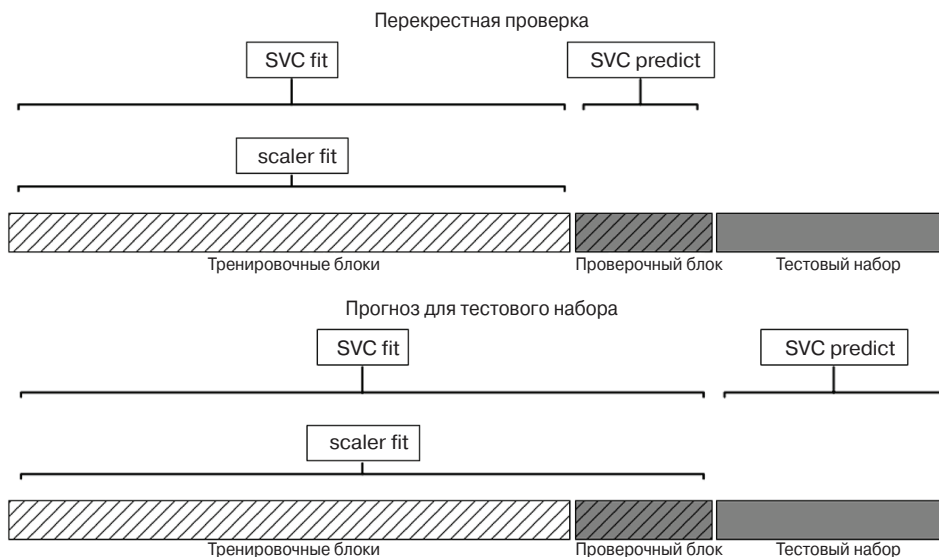 Перекрестная проверка
SVC fit
SVC predict
scaler fit
Тренировочные блоки
Проверочный блок
Тестовый набор
Прогноз для тестового набора
SVC fit
SVC predict
scaler fit
Тренировочные блоки
Проверочный блок
Тестовый набор